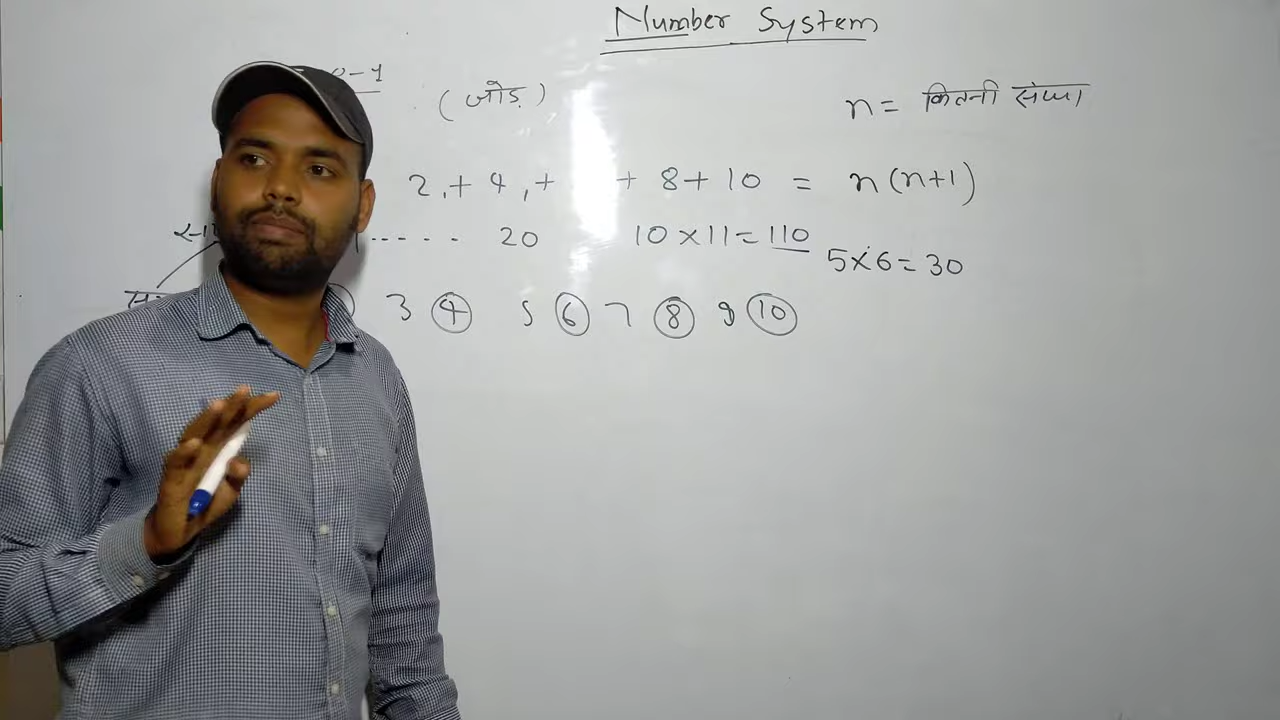 Number System
(जोड़)
n = कितनी संख्या
2, + 4, + + 8 + 10 = n(n+1)
..... 20 10 × 11 = 110
5 × 6 = 30
3 4 5 6 7 8 9 10